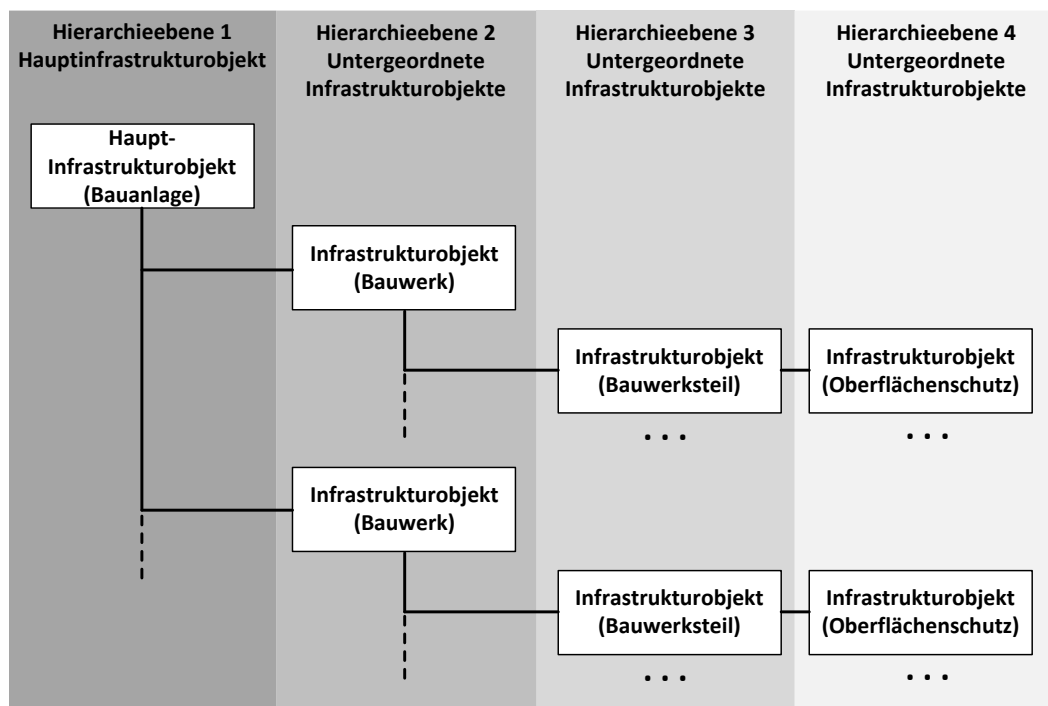 Hierarchieebene 1
Hauptinfrastrukturobjekt
Hierarchieebene 2
Untergeordnete
Infrastrukturobjekte
Hierarchieebene 3
Untergeordnete
Infrastrukturobjekte
Hierarchieebene 4
Untergeordnete
Infrastrukturobjekte
Haupt-
Infrastrukturobjekt
(Bauanlage)
Infrastrukturobjekt
(Bauwerk)
Infrastrukturobjekt
(Bauwerksteil)
Infrastrukturobjekt
(Oberflächenschutz)
. . .
. . .
Infrastrukturobjekt
(Bauwerk)
Infrastrukturobjekt
(Bauwerksteil)
Infrastrukturobjekt
(Oberflächenschutz)
. . .
. . .